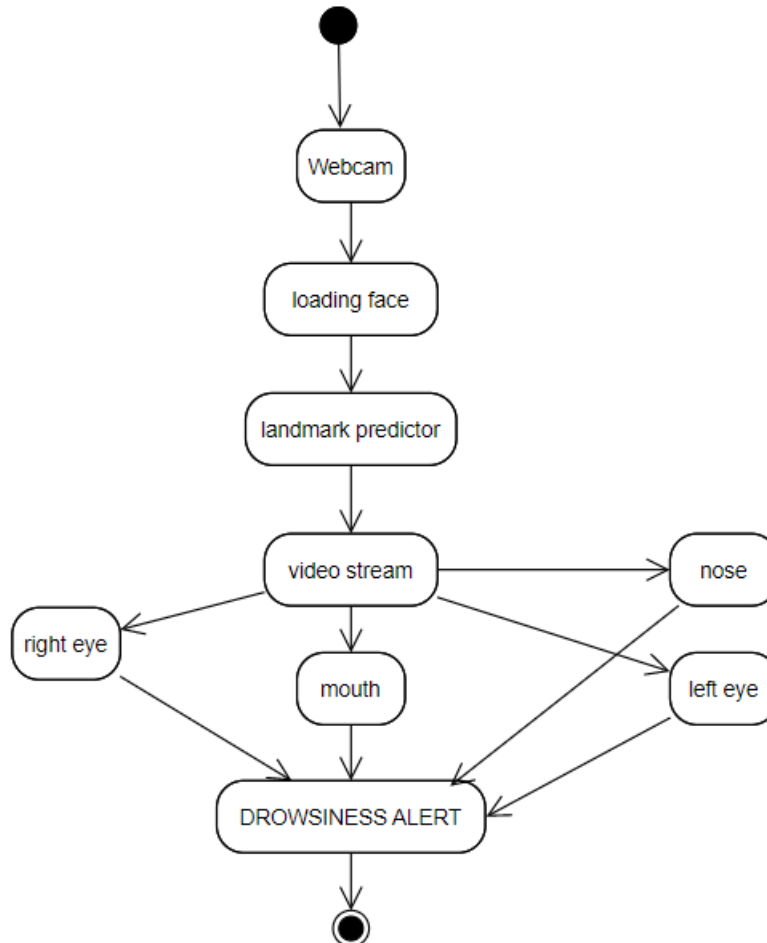 Webcam
loading face
landmark predictor
video stream
nose
right eye
mouth
left eye
DROWSINESS ALERT